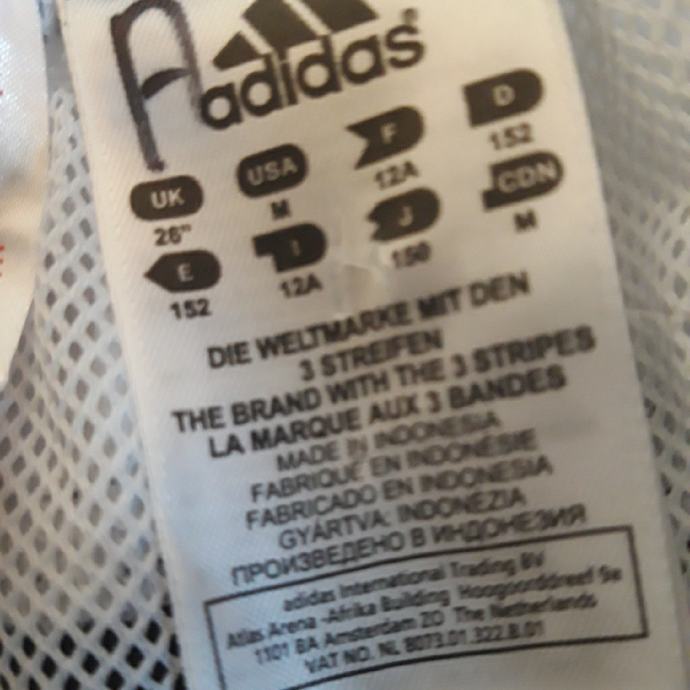 A
adidas®
UK USA F D
26" M 12A 152
E I J CDN
152 12A 150 M
DIE WELTMARKE MIT DEN
3 STREIFEN
THE BRAND WITH THE 3 STRIPES
LA MARQUE AUX 3 BANDES
MADE IN INDONESIA
FABRIQUÉ EN INDONÉSIE
FABRICADO EN INDONESIA
GYÁRTVA: INDONÉZIA
ПРОИЗВЕДЕНО В ИНДОНЕЗИЯ
adidas International Trading BV
Atlas Arena -Afrika Building Hoogoorddreef 9a
1101 BA Amsterdam ZO The Netherlands
VAT NO. NL 8073.01.322.B.01